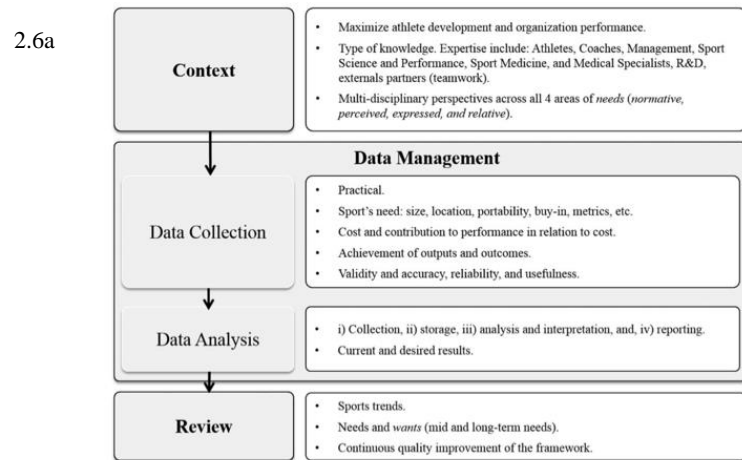 2.6a
Context
• Maximize athlete development and organization performance.
• Type of knowledge. Expertise include: Athletes, Coaches, Management, Sport
Science and Performance, Sport Medicine, and Medical Specialists, R&D,
externals partners (teamwork).
• Multi-disciplinary perspectives across all 4 areas of needs (normative,
perceived, expressed, and relative).
Data Management
Data Collection
• Practical.
• Sport's need: size, location, portability, buy-in, metrics, etc.
• Cost and contribution to performance in relation to cost.
• Achievement of outputs and outcomes.
• Validity and accuracy, reliability, and usefulness.
Data Analysis
• i) Collection, ii) storage, iii) analysis and interpretation, and, iv) reporting.
• Current and desired results.
Review
• Sports trends.
• Needs and wants (mid and long-term needs).
• Continuous quality improvement of the framework.